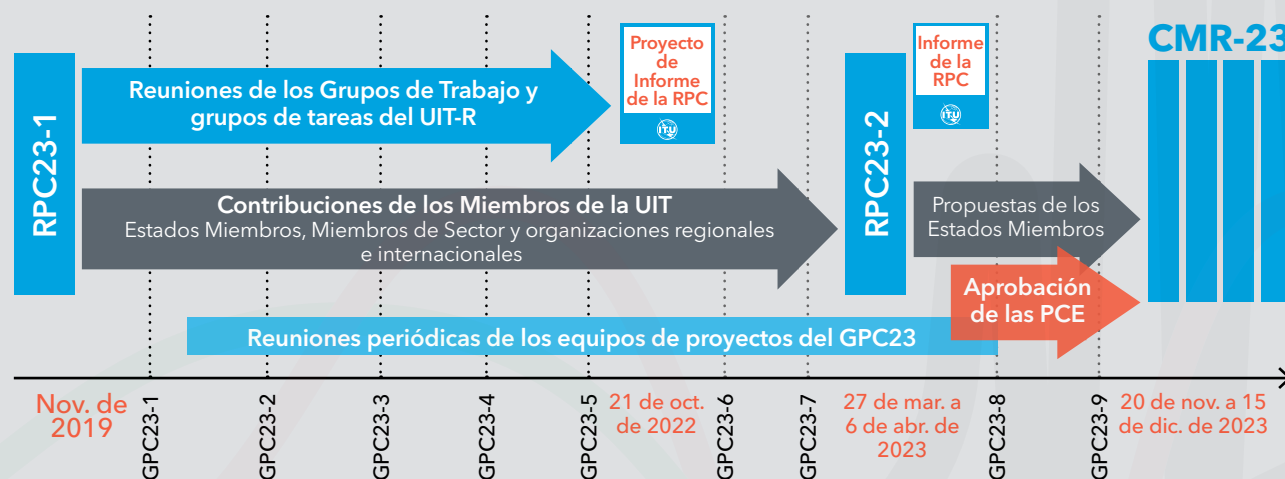 CMR-23
RPC23-1
Reuniones de los Grupos de Trabajo y
grupos de tareas del UIT-R
Proyecto
de
Informe
de la RPC
ITU
RPC23-2
Informe
de la
RPC
ITU
Contribuciones de los Miembros de la UIT
Estados Miembros, Miembros de Sector y organizaciones regionales
e internacionales
Propuestas de los
Estados Miembros
Aprobación
de las PCE
Reuniones periódicas de los equipos de proyectos del GPC23
Nov. de
2019
GPC23-1
GPC23-2
GPC23-3
GPC23-4
GPC23-5
21 de oct.
de 2022
GPC23-6
GPC23-7
27 de mar. a
6 de abr. de
2023
GPC23-8
GPC23-9
20 de nov. a 15
de dic. de 2023